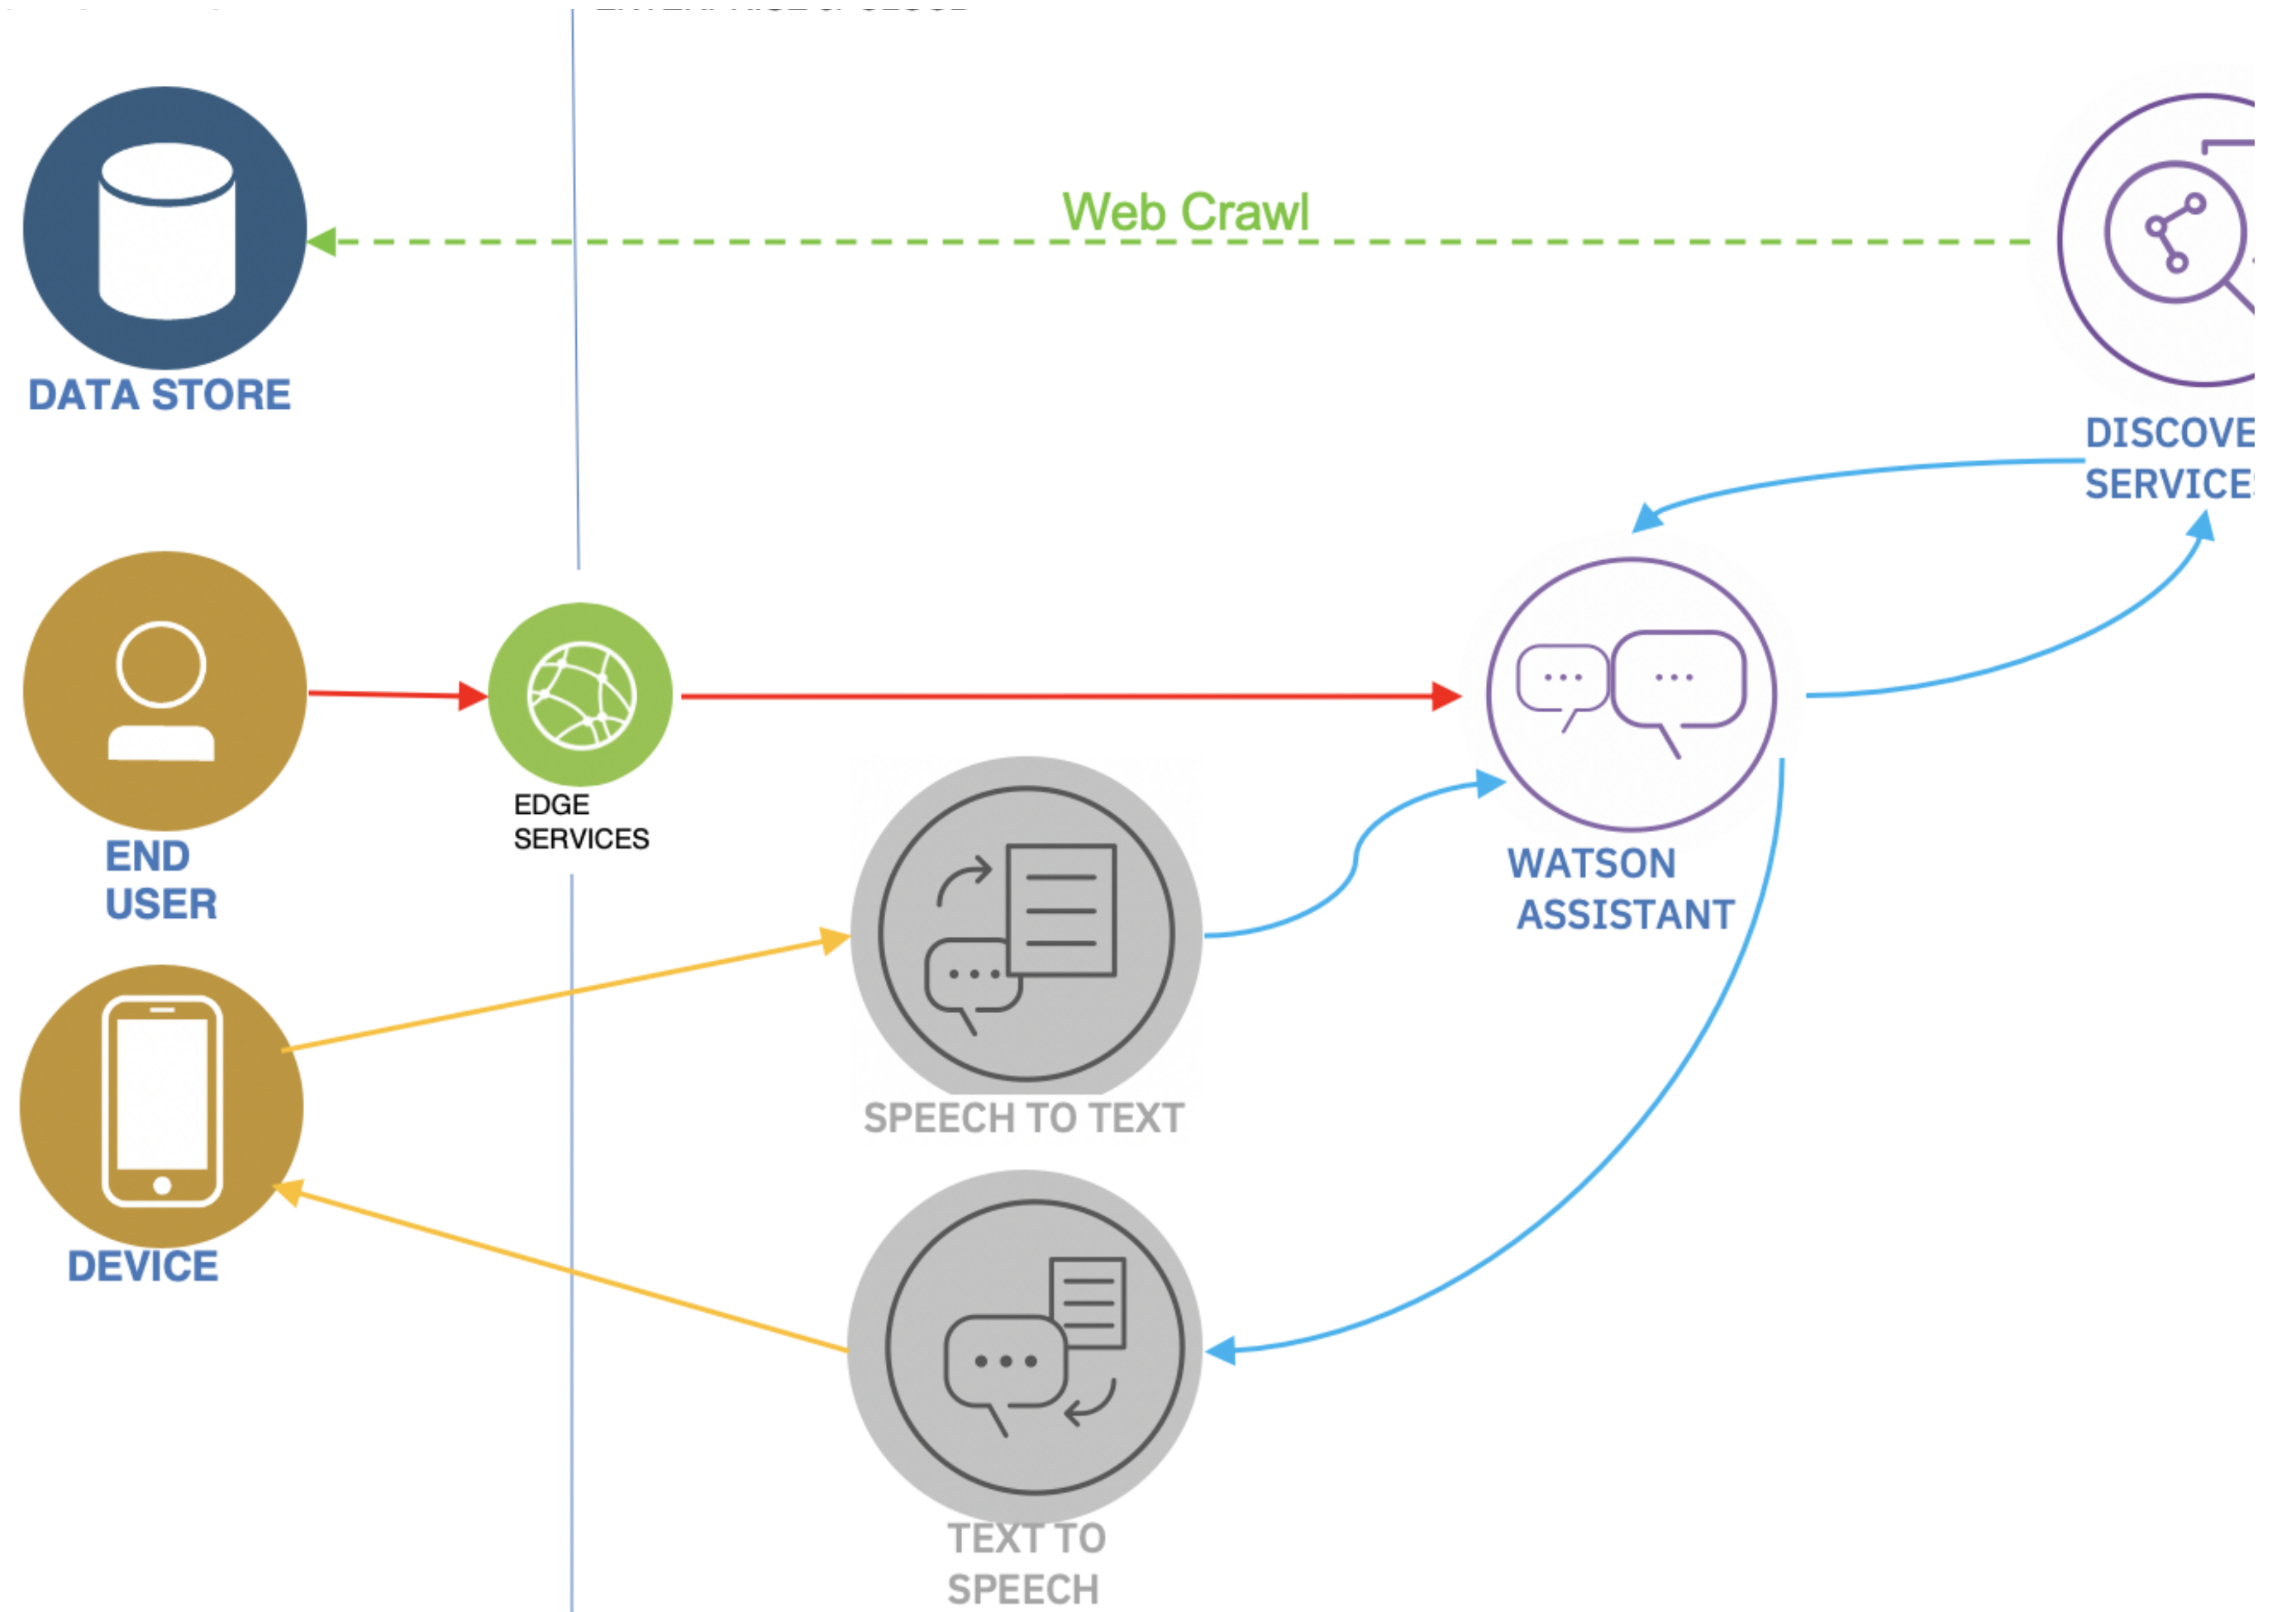 Web Crawl
DATA STORE
DISCOVE
SERVICE
END
USER
EDGE
SERVICES
WATSON
ASSISTANT
SPEECH TO TEXT
DEVICE
TEXT TO
SPEECH